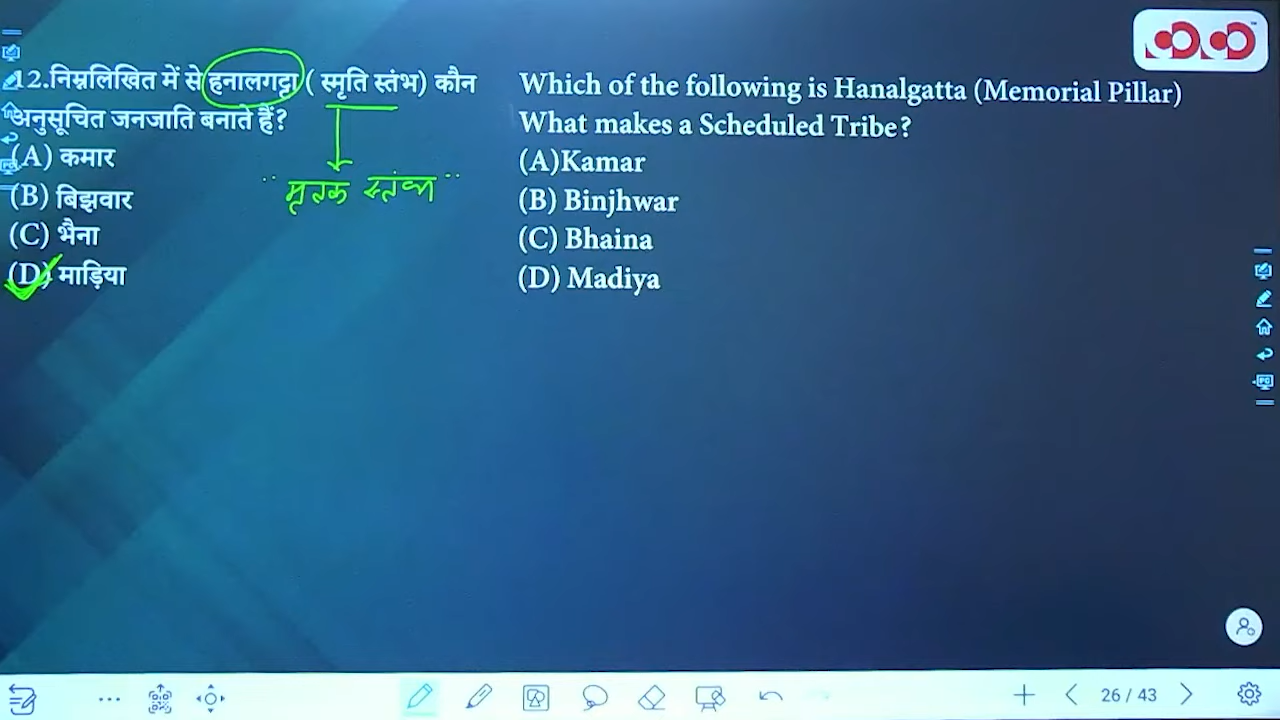 12.निम्नलिखित में से हनालगट्टा ( स्मृति स्तंभ) कौन
अनुसूचित जनजाति बनाते हैं?
मृतक स्तंभ
(A) कमार
(B) बिझवार
(C) भैना
(D) माड़िया
Which of the following is Hanalgatta (Memorial Pillar)
What makes a Scheduled Tribe?
(A)Kamar
(B) Binjhwar
(C) Bhaina
(D) Madiya
26 / 43